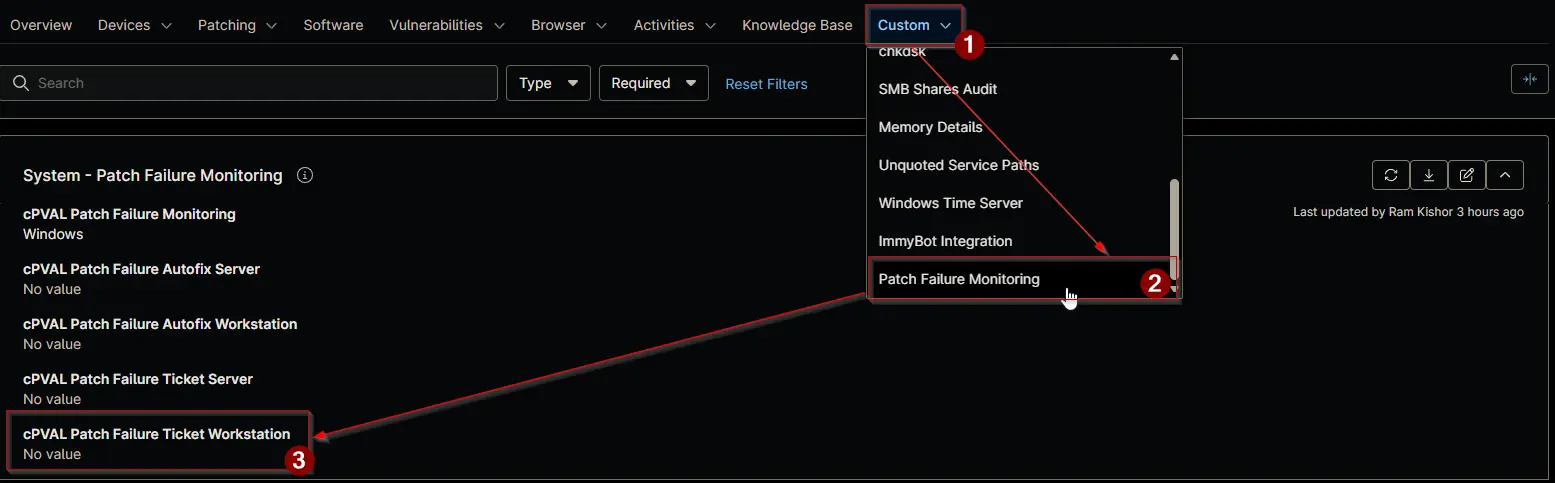 Overview Devices Patching Software Vulnerabilities Browser Activities Knowledge Base Custom
1
chkdsk
Search Type Required Reset Filters
SMB Shares Audit
Memory Details
Unquoted Service Paths
Windows Time Server
ImmyBot Integration
Patch Failure Monitoring
2
System - Patch Failure Monitoring
Last updated by Ram Kishor 3 hours ago
cPVAL Patch Failure Monitoring
Windows
cPVAL Patch Failure Autofix Server
No value
cPVAL Patch Failure Autofix Workstation
No value
cPVAL Patch Failure Ticket Server
No value
cPVAL Patch Failure Ticket Workstation
No value
3